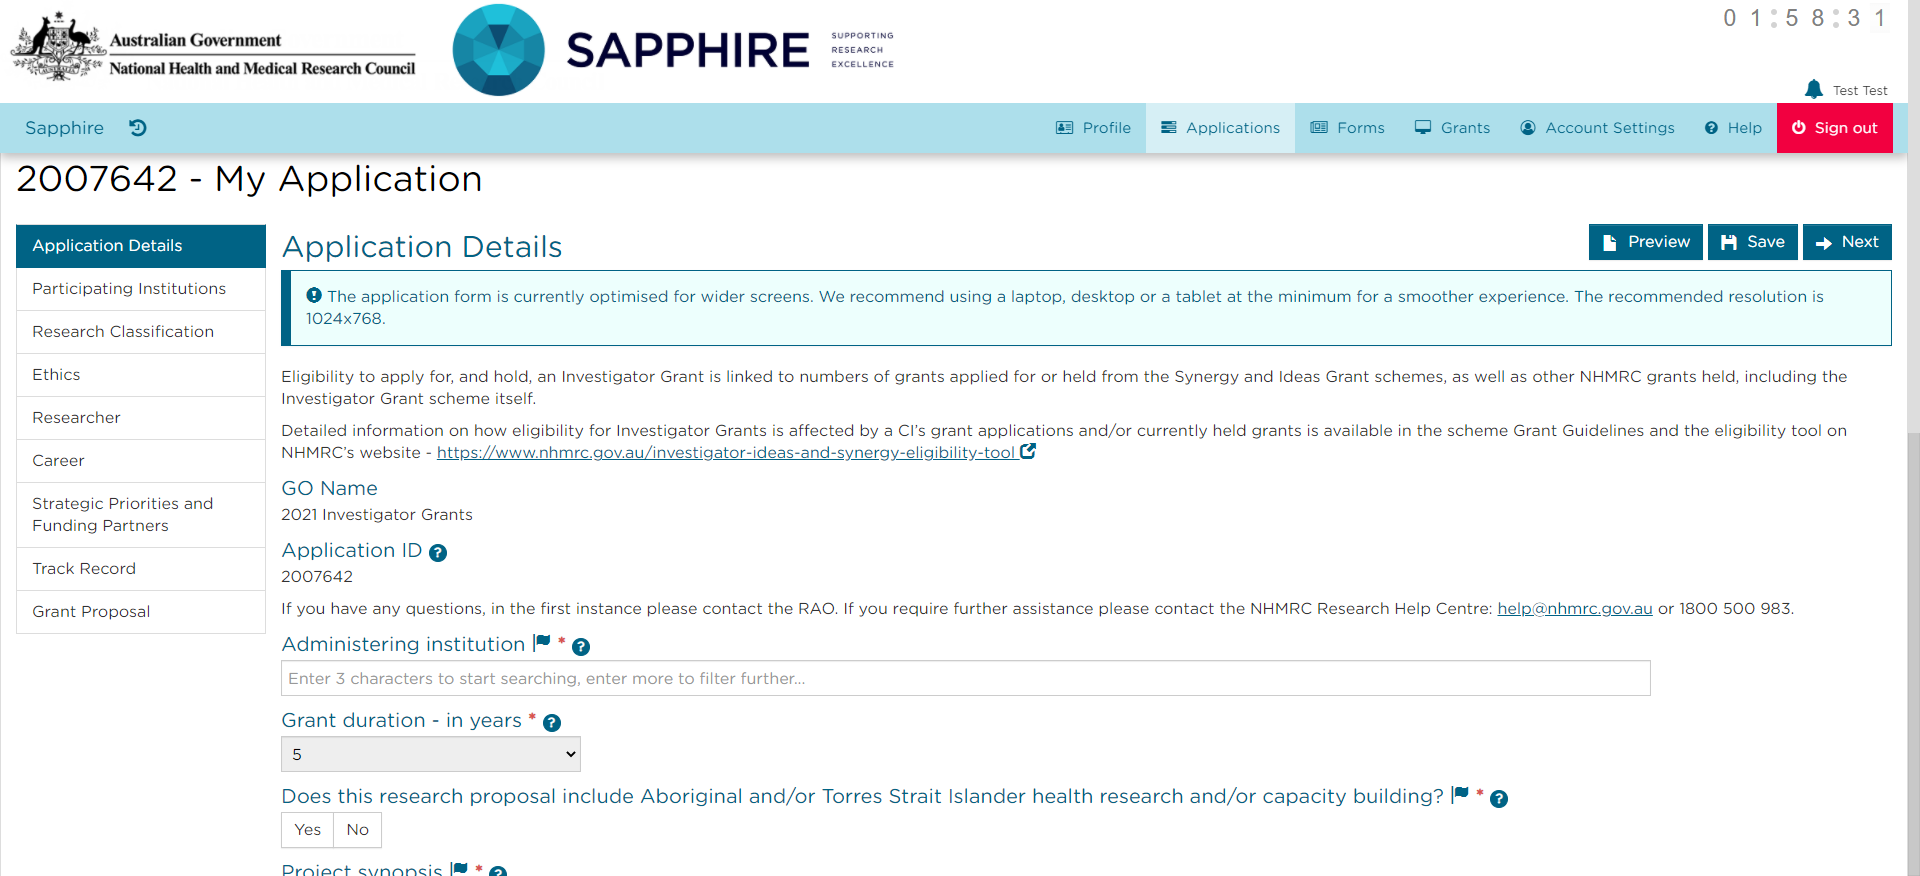 Australian Government
National Health and Medical Research Council
SAPPHIRE
SUPPORTING
RESEARCH
EXCELLENCE
01:58:31
Test Test
Sapphire
Profile
Applications
Forms
Grants
Account Settings
Help
Sign out
2007642 - My Application
Application Details
Participating Institutions
Research Classification
Ethics
Researcher
Career
Strategic Priorities and
Funding Partners
Track Record
Grant Proposal
Application Details
Preview
Save
Next
The application form is currently optimised for wider screens. We recommend using a laptop, desktop or a tablet at the minimum for a smoother experience. The recommended resolution is
1024x768.
Eligibility to apply for, and hold, an Investigator Grant is linked to numbers of grants applied for or held from the Synergy and Ideas Grant schemes, as well as other NHMRC grants held, including the
Investigator Grant scheme itself.
Detailed information on how eligibility for Investigator Grants is affected by a CI's grant applications and/or currently held grants is available in the scheme Grant Guidelines and the eligibility tool on
NHMRC's website - https://www.nhmrc.gov.au/investigator-ideas-and-synergy-eligibility-tool
GO Name
2021 Investigator Grants
Application ID
2007642
If you have any questions, in the first instance please contact the RAO. If you require further assistance please contact the NHMRC Research Help Centre: help@nhmrc.gov.au or 1800 500 983.
Administering institution *
Enter 3 characters to start searching, enter more to filter further...
Grant duration - in years *
5
Does this research proposal include Aboriginal and/or Torres Strait Islander health research and/or capacity building? *
Yes
No
Project synopsis *